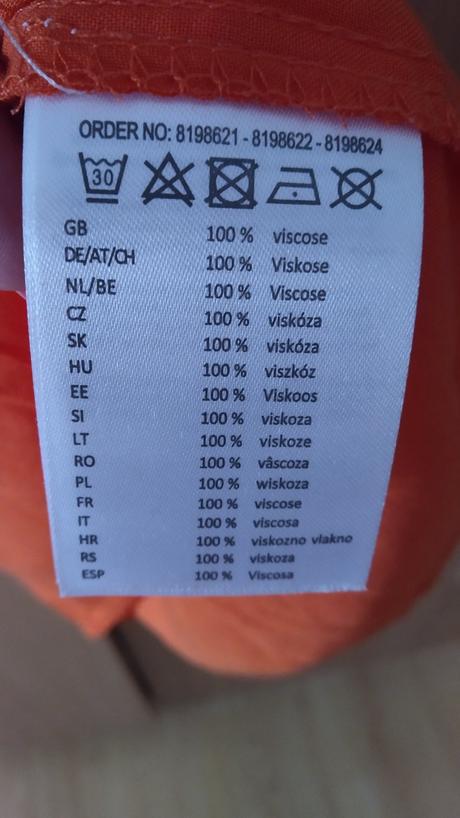 ORDER NO: 8198621 - 8198622 - 8198624
30
GB 100 % viscose
DE/AT/CH 100 % Viskose
NL/BE 100 % Viscose
CZ 100 % viskóza
SK 100 % viskóza
HU 100 % viszkóz
EE 100 % Viskoos
SI 100 % viskoza
LT 100 % viskoze
RO 100 % vâscoza
PL 100 % wiskoza
FR 100 % viscose
IT 100 % viscosa
HR 100 % viskozno vlakno
RS 100 % viskoza
ESP 100 % Viscosa